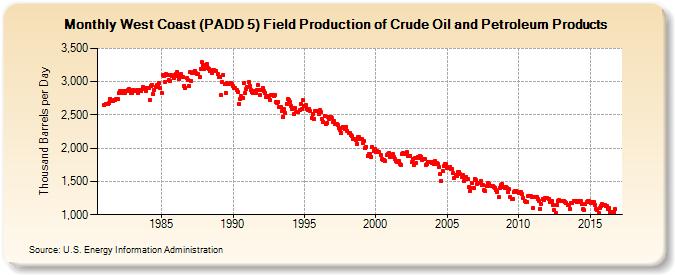 Monthly West Coast (PADD 5) Field Production of Crude Oil and Petroleum Products
Thousand Barrels per Day
3,500
3,000
2,500
2,000
1,500
1,000
1985 1990 1995 2000 2005 2010 2015
Source: U.S. Energy Information Administration